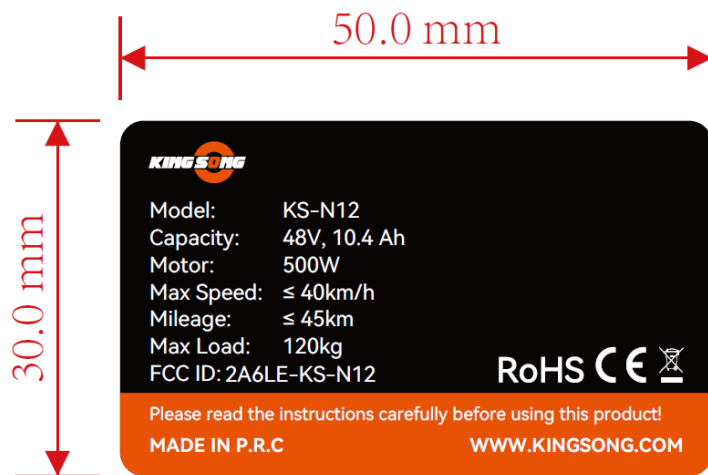 50.0 mm
30.0 mm
KINGSONG
Model: KS-N12
Capacity: 48V, 10.4 Ah
Motor: 500W
Max Speed: ≤ 40km/h
Mileage: ≤ 45km
Max Load: 120kg
FCC ID: 2A6LE-KS-N12
RoHS CE
Please read the instructions carefully before using this product!
MADE IN P.R.C WWW.KINGSONG.COM